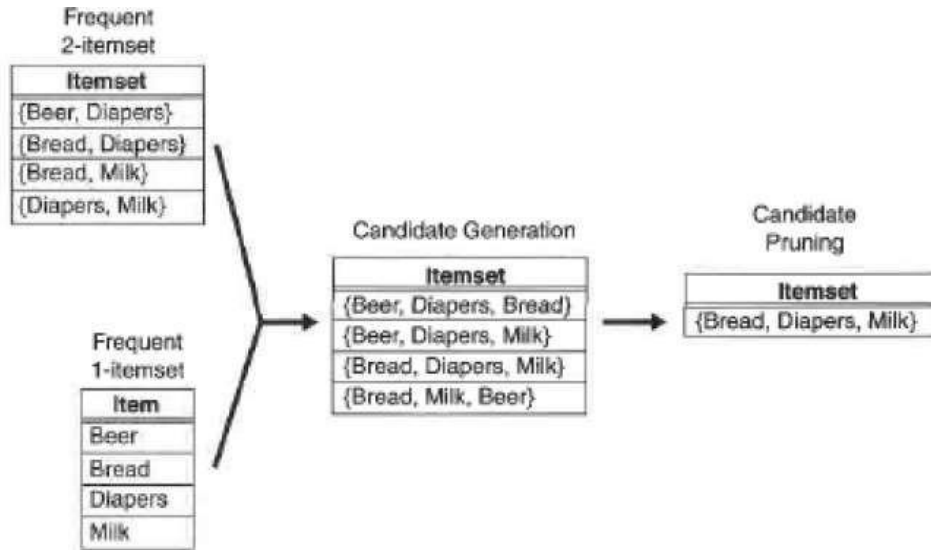 Frequent
2-itemset
Itemset
{Beer, Diapers}
{Bread, Diapers}
{Bread, Milk}
{Diapers, Milk}
Frequent
1-itemset
Item
Beer
Bread
Diapers
Milk
Candidate Generation
Itemset
{Beer, Diapers, Bread}
{Beer, Diapers, Milk}
{Bread, Diapers, Milk}
{Bread, Milk, Beer}
Candidate
Pruning
Itemset
{Bread, Diapers, Milk}